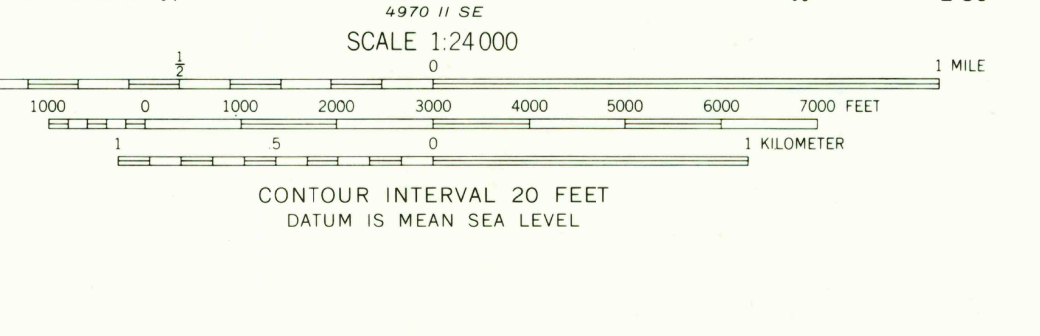 4970 II SE
SCALE 1:24 000
1/2 0 1 MILE
1000 0 1000 2000 3000 4000 5000 6000 7000 FEET
1 .5 0 1 KILOMETER
CONTOUR INTERVAL 20 FEET
DATUM IS MEAN SEA LEVEL